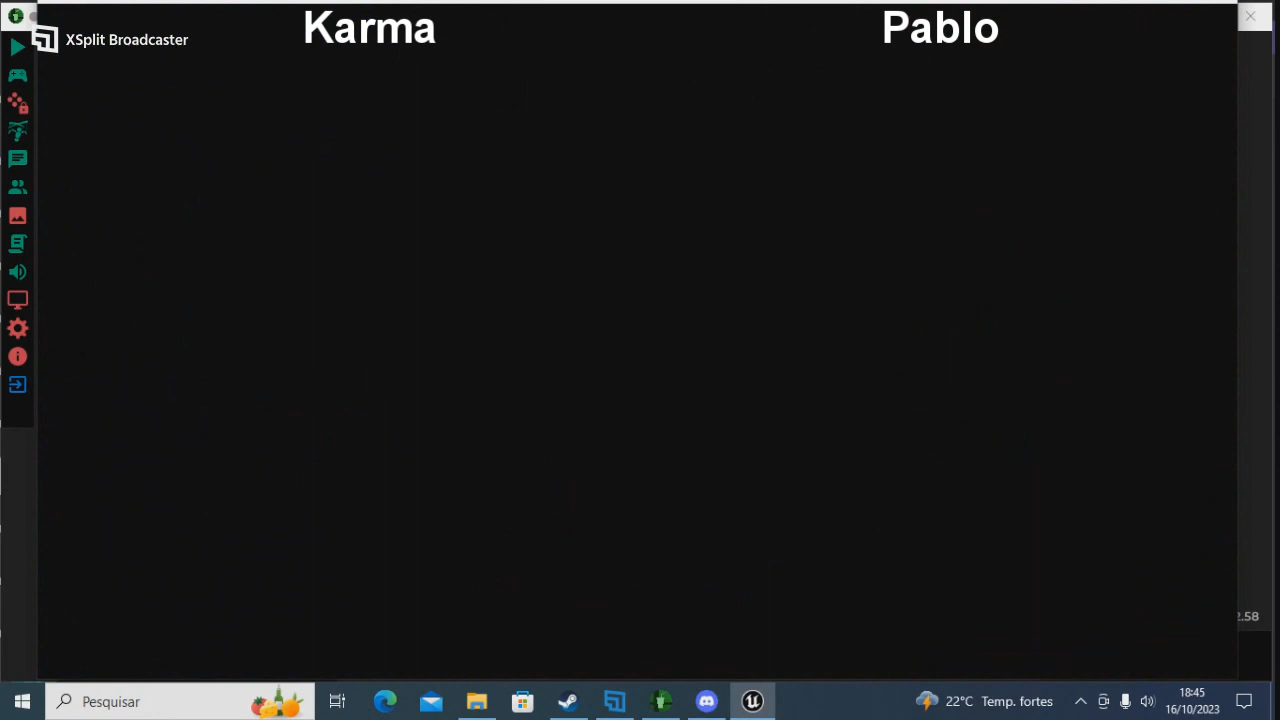 Karma
Pablo
XSplit Broadcaster
2.58
Pesquisar
22°C Temp. fortes
18:45
16/10/2023